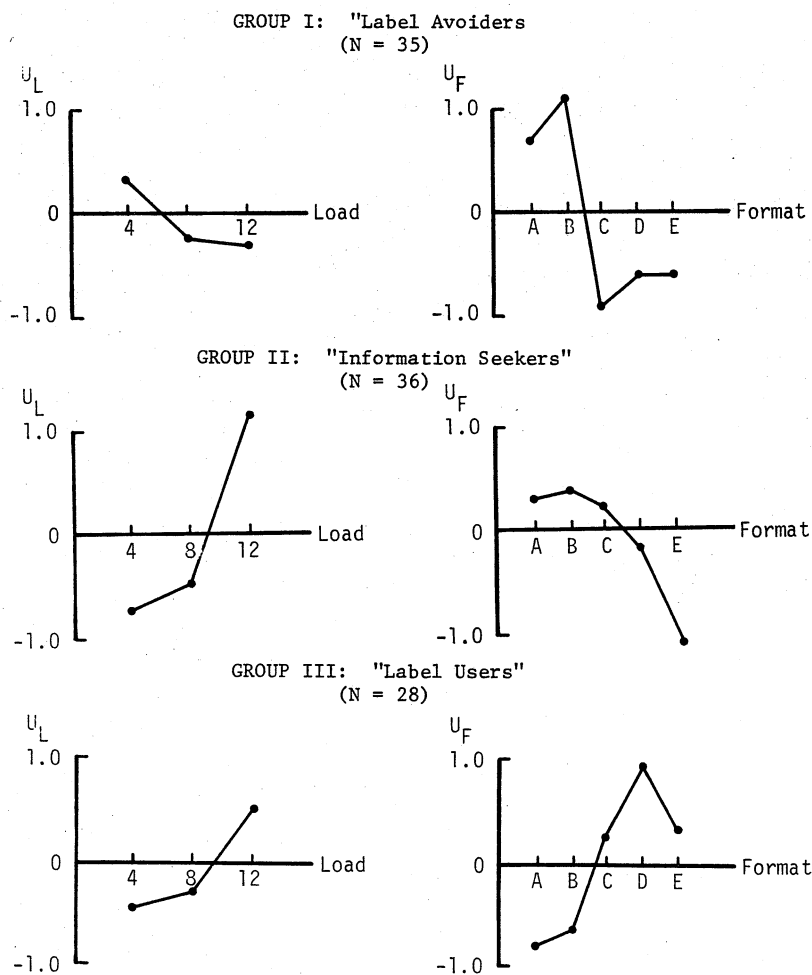 GROUP I: "Label Avoiders
(N = 35)
U_L
1.0
0
-1.0
4
12
Load
U_F
1.0
0
-1.0
A B C D E
Format
GROUP II: "Information Seekers"
(N = 36)
U_L
1.0
0
-1.0
4 8 12
Load
U_F
1.0
0
-1.0
A B C E
Format
GROUP III: "Label Users"
(N = 28)
U_L
1.0
0
-1.0
4 8 12
Load
U_F
1.0
0
-1.0
A B C D E
Format